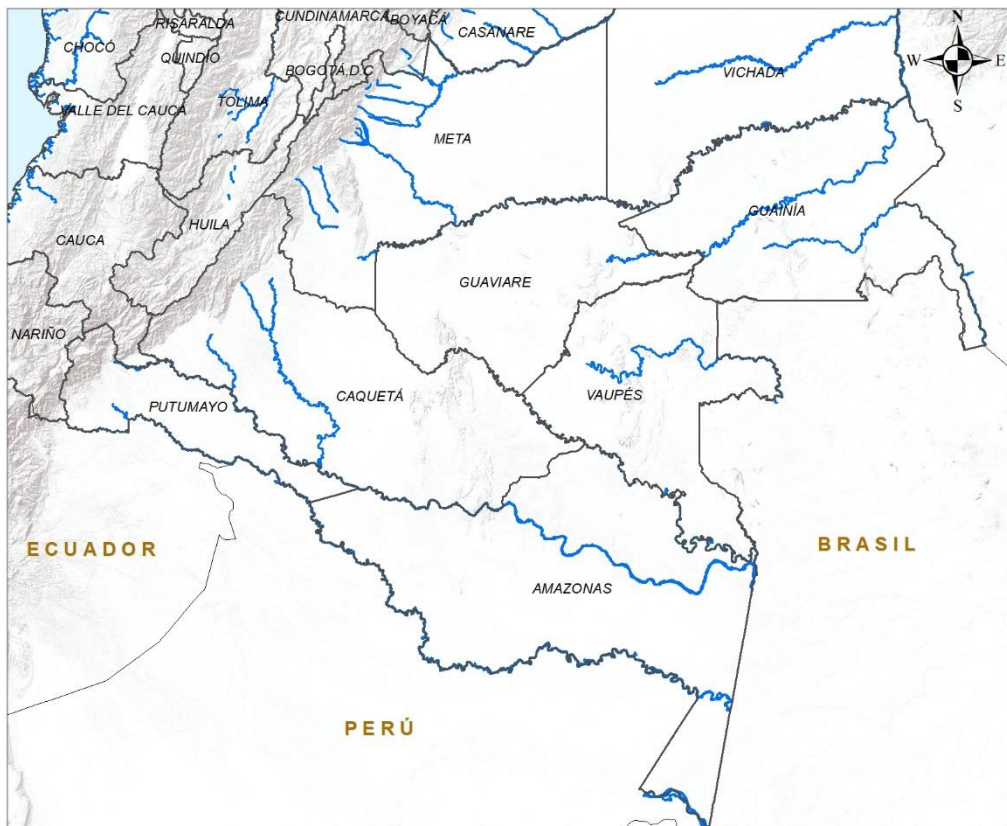 CUNDINAMARCA
BOYACÁ
N
RISARALDA
CASANARE
CHOCÓ
QUINDÍO
W
E
BOGOTÁ, D.C
VICHADA
S
VALLE DEL CAUCA
TOLIMA
META
GUAINÍA
HUILA
CAUCA
GUAVIARE
NARIÑO
CAQUETÁ
VAUPÉS
PUTUMAYO
ECUADOR
BRASIL
AMAZONAS
PERÚ